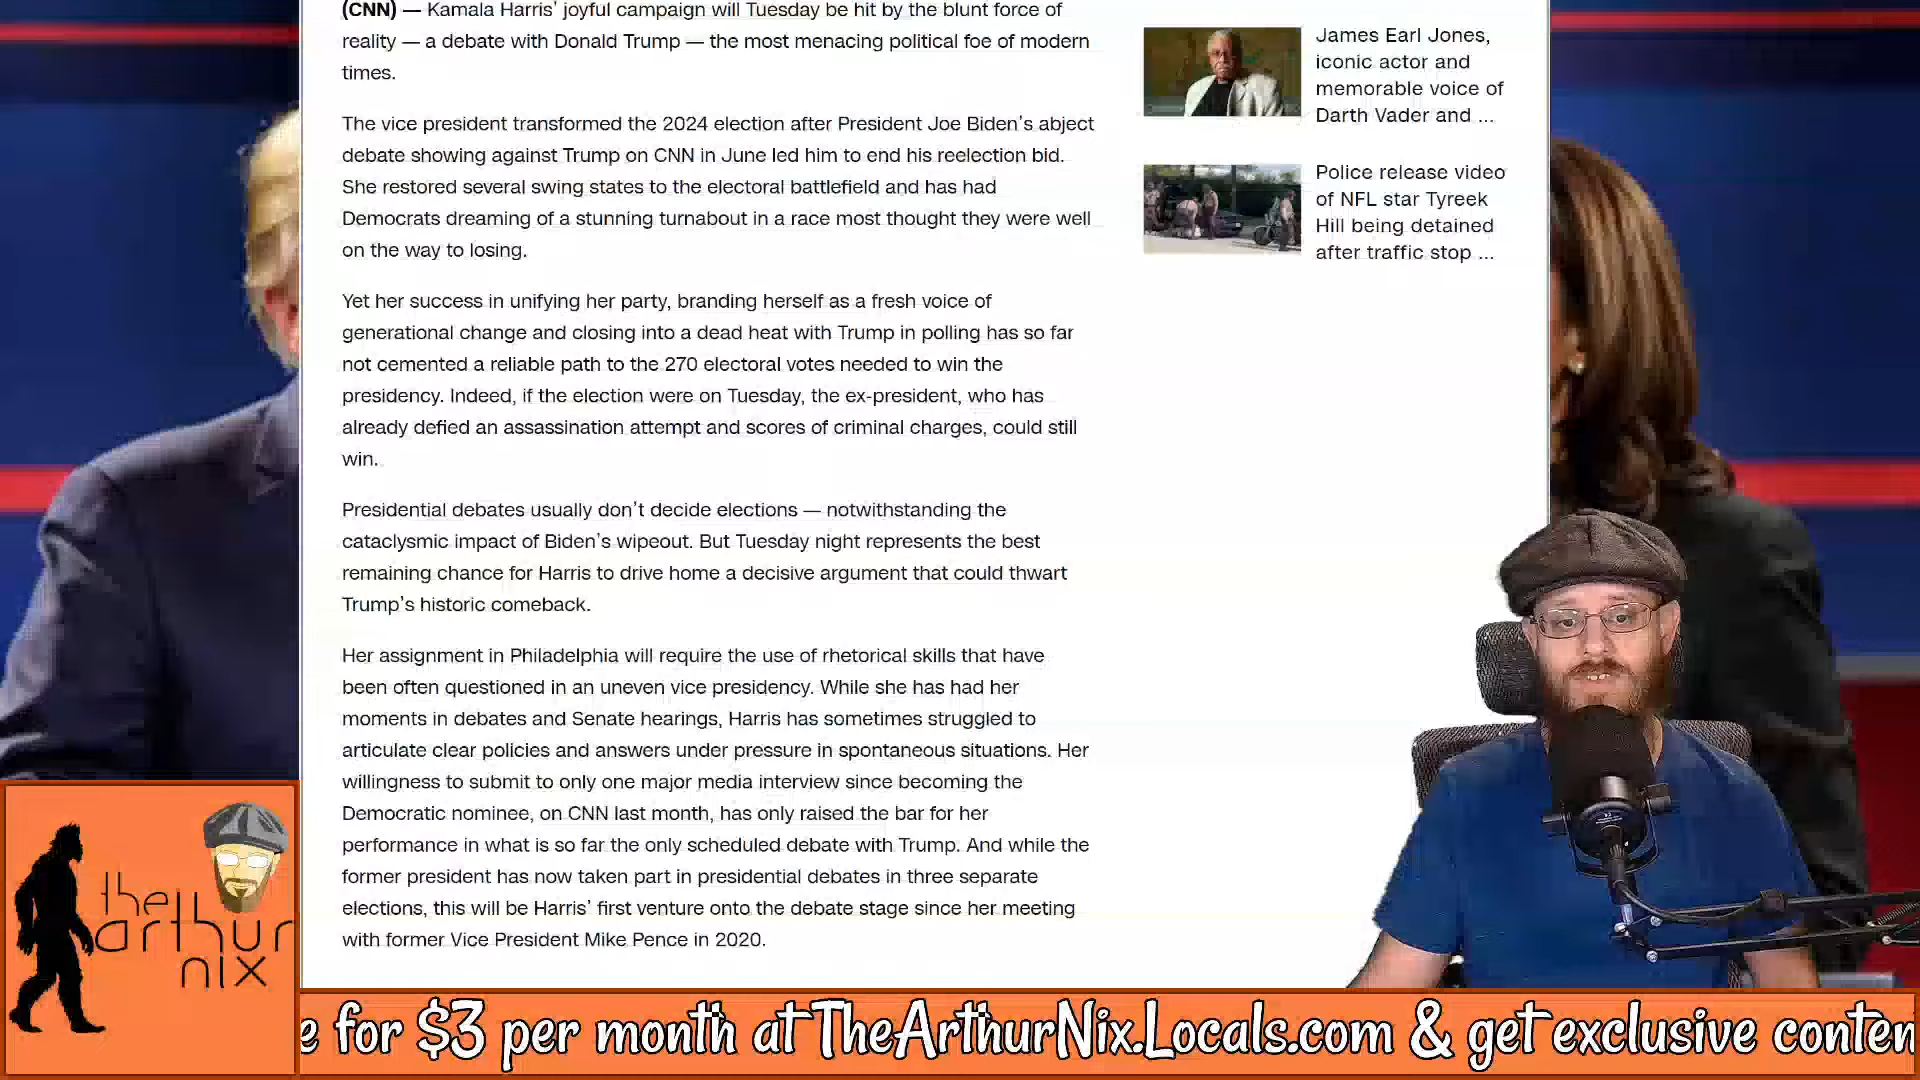 (CNN) — Kamala Harris’ joyful campaign will Tuesday be hit by the blunt force of
reality — a debate with Donald Trump — the most menacing political foe of modern
times.
The vice president transformed the 2024 election after President Joe Biden’s abject
debate showing against Trump on CNN in June led him to end his reelection bid.
She restored several swing states to the electoral battlefield and has had
Democrats dreaming of a stunning turnabout in a race most thought they were well
on the way to losing.
Yet her success in unifying her party, branding herself as a fresh voice of
generational change and closing into a dead heat with Trump in polling has so far
not cemented a reliable path to the 270 electoral votes needed to win the
presidency. Indeed, if the election were on Tuesday, the ex-president, who has
already defied an assassination attempt and scores of criminal charges, could still
win.
Presidential debates usually don’t decide elections — notwithstanding the
cataclysmic impact of Biden’s wipeout. But Tuesday night represents the best
remaining chance for Harris to drive home a decisive argument that could thwart
Trump’s historic comeback.
Her assignment in Philadelphia will require the use of rhetorical skills that have
been often questioned in an uneven vice presidency. While she has had her
moments in debates and Senate hearings, Harris has sometimes struggled to
articulate clear policies and answers under pressure in spontaneous situations. Her
willingness to submit to only one major media interview since becoming the
Democratic nominee, on CNN last month, has only raised the bar for her
performance in what is so far the only scheduled debate with Trump. And while the
former president has now taken part in presidential debates in three separate
elections, this will be Harris’ first venture onto the debate stage since her meeting
with former Vice President Mike Pence in 2020.
James Earl Jones,
iconic actor and
memorable voice of
Darth Vader and ...
Police release video
of NFL star Tyreek
Hill being detained
after traffic stop ...
the
arthur
nix
e for $3 per month at TheArthurNix.Locals.com & get exclusive conten